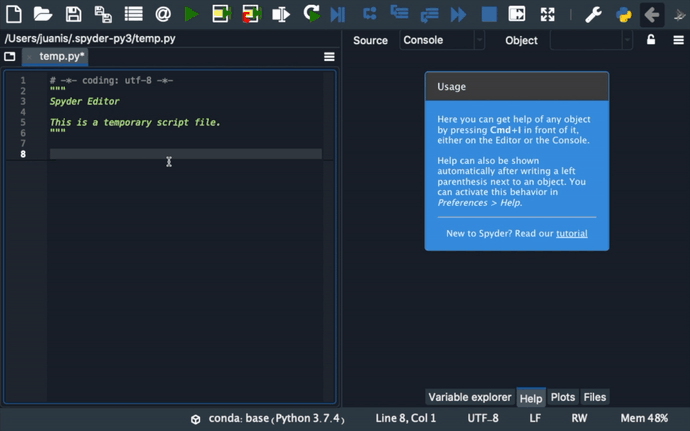 /Users/juanis/.spyder-py3/temp.py
Source Console Object
temp.py*
1 # -*- coding: utf-8 -*-
2 """
3 Spyder Editor
4
5 This is a temporary script file.
6 """
7
8
Usage
Here you can get help of any object
by pressing Cmd+I in front of it,
either on the Editor or the Console.
Help can also be shown
automatically after writing a left
parenthesis next to an object. You
can activate this behavior in
Preferences > Help.
New to Spyder? Read our tutorial
Variable explorer Help Plots Files
conda: base (Python 3.7.4) Line 8, Col 1 UTF-8 LF RW Mem 48%